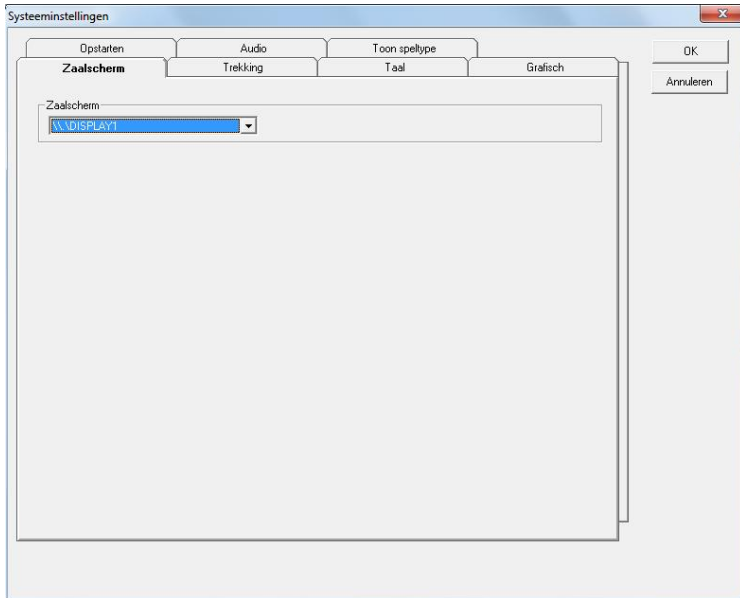 Systeeminstellingen
Opstarten Audio Toon speltype
Zaalscherm Trekking Taal Grafisch
OK
Annuleren
Zaalscherm
\\.\DISPLAY1